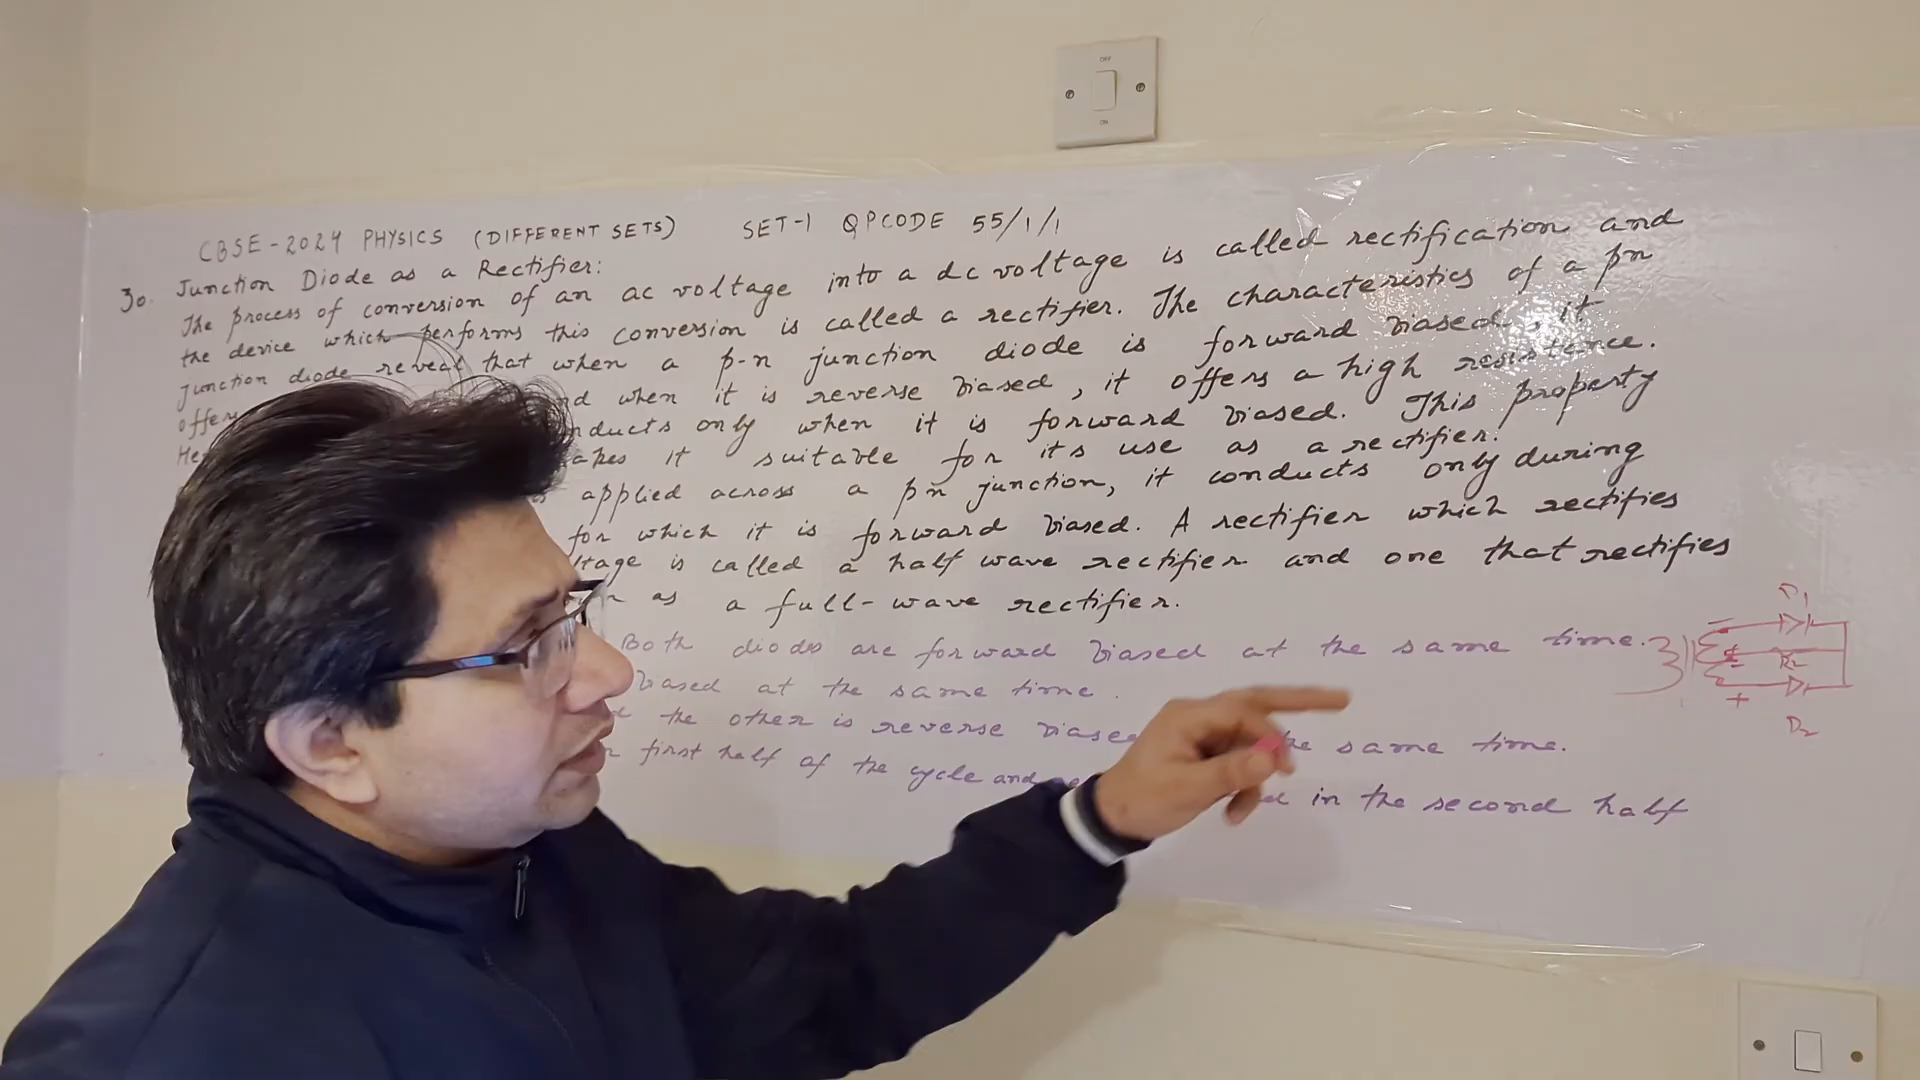 OFF
ON
CBSE-2024 PHYSICS (DIFFERENT SETS) SET-1 QPCODE 55/1/1
30. Junction Diode as a Rectifier:
The process of conversion of an ac voltage into a dc voltage is called rectification and
the device which performs this conversion is called a rectifier. The characteristics of a pn
junction diode reveal that when a p-n junction diode is forward biased, it
offers and when it is reverse biased, it offers a high resistance.
only when it is forward biased. This property
it suitable for its use as a rectifier.
applied across a pn junction, it conducts only during
for which it is forward biased. A rectifier which rectifies
is called a half wave rectifier and one that rectifies
as a full-wave rectifier.
Both diodes are forward biased at the same time.
biased at the same time.
the other is reverse biased same time.
first half of the cycle and in the second half
D1
R2
D2
- + +